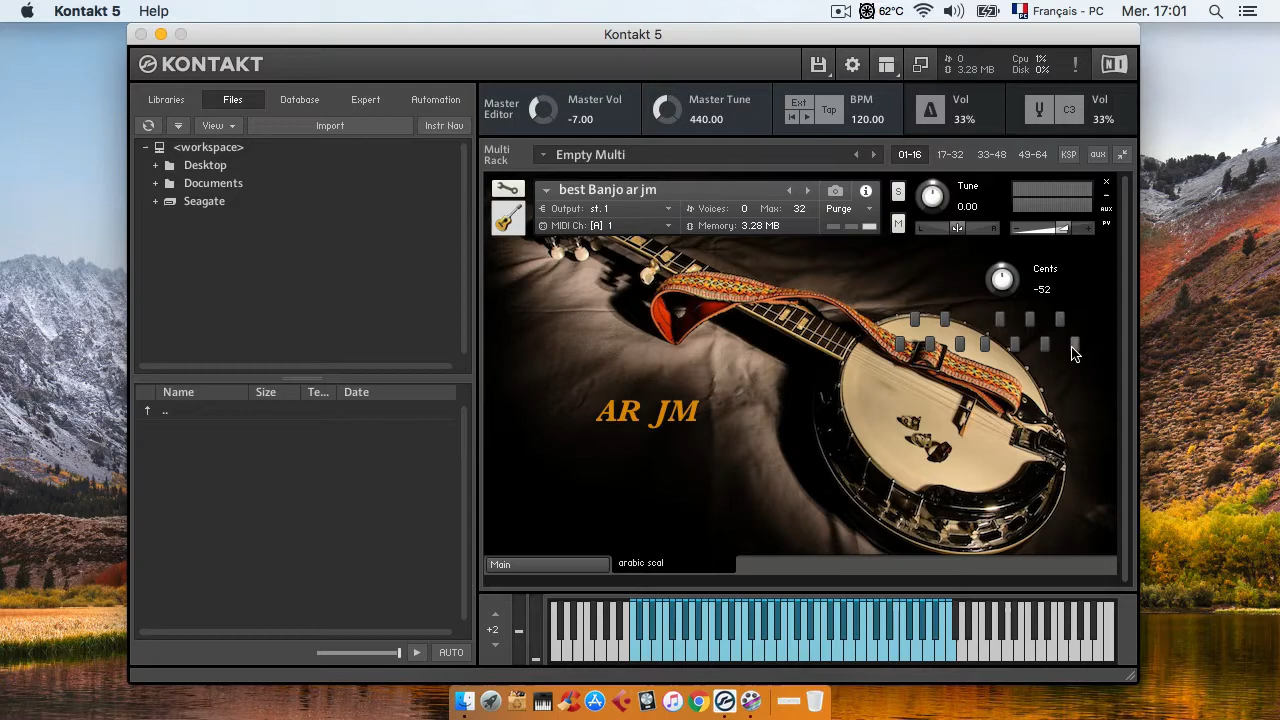 Kontakt 5 Help 62°C Français - PC Mer. 17:01
Kontakt 5
KONTAKT
0
3.28 MB
Cpu 1%
Disk 0%
!
NI
Libraries Files Database Expert Automation
View Import Instr Nav
<workspace>
Desktop
Documents
Seagate
Name Size Te... Date
..
AUTO
Master
Editor
Master Vol
-7.00
Master Tune
440.00
Ext
Tap
BPM
120.00
Vol
33%
C3
Vol
33%
Multi
Rack
Empty Multi
01-16 17-32 33-48 49-64 KSP aux
best Banjo ar jm
Output: st.1 Voices: 0 Max: 32 Purge
MIDI Ch: [A] 1 Memory: 3.28 MB
S
M
Tune
0.00
L R
- +
AUX
PV
Cents
-52
AR JM
Main arabic scal
+2